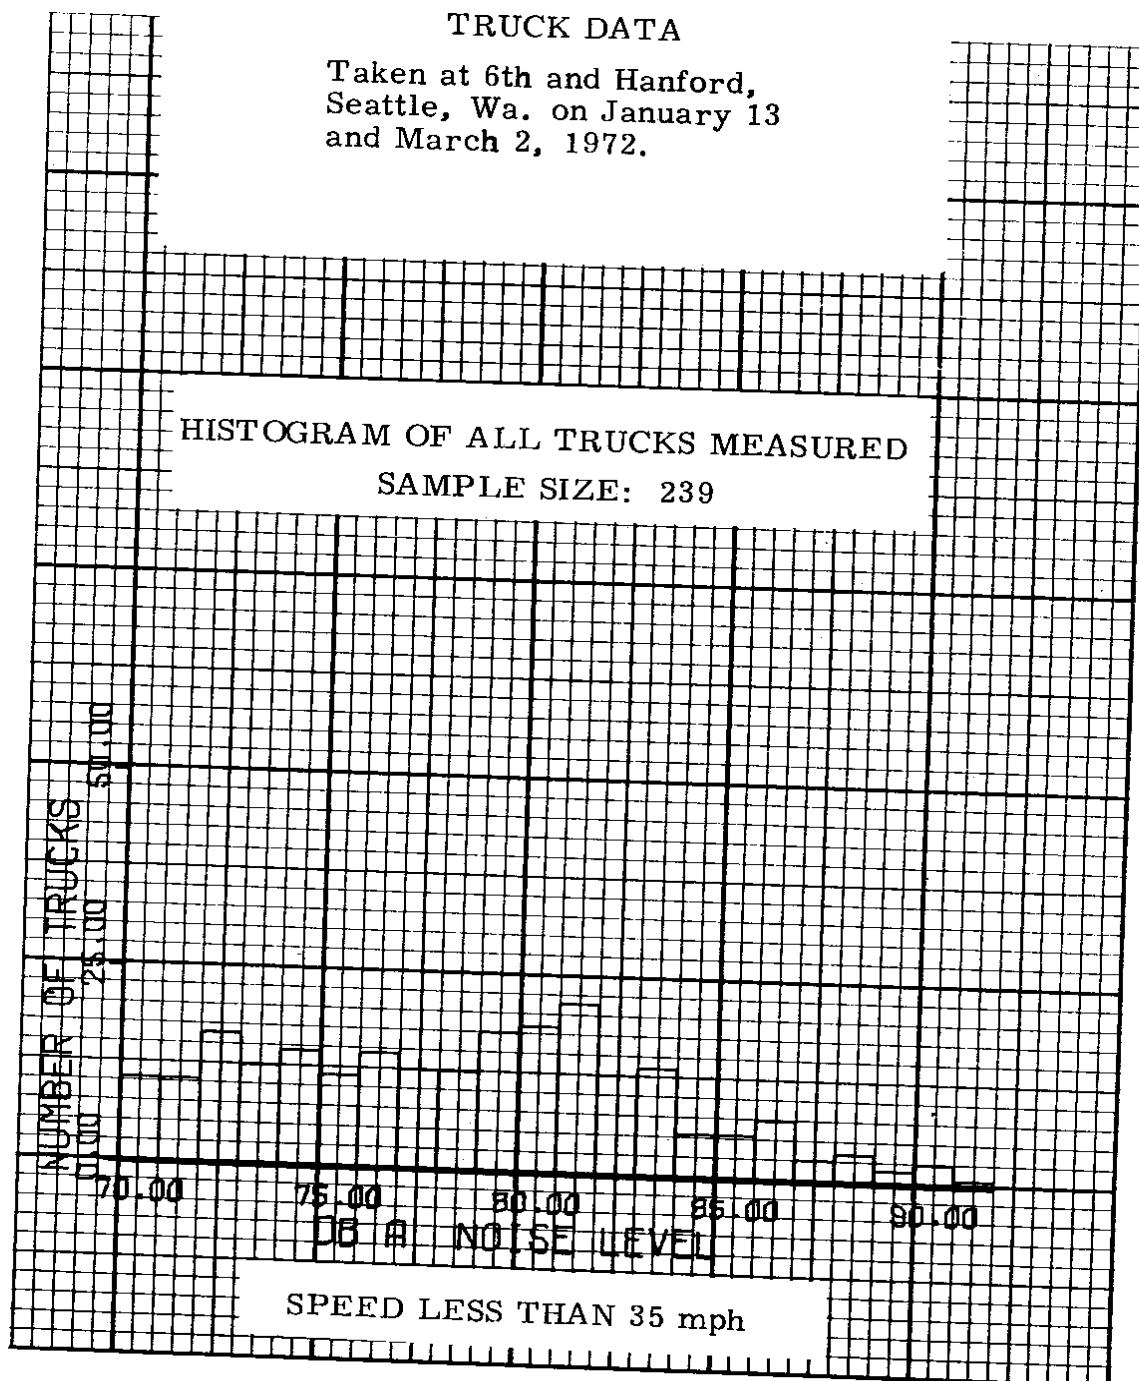 TRUCK DATA
Taken at 6th and Hanford,
Seattle, Wa. on January 13
and March 2, 1972.
HISTOGRAM OF ALL TRUCKS MEASURED
SAMPLE SIZE: 239
NUMBER OF TRUCKS
0.00 25.00 50.00
70.00 75.00 80.00 85.00 90.00
DB A NOISE LEVEL
SPEED LESS THAN 35 mph